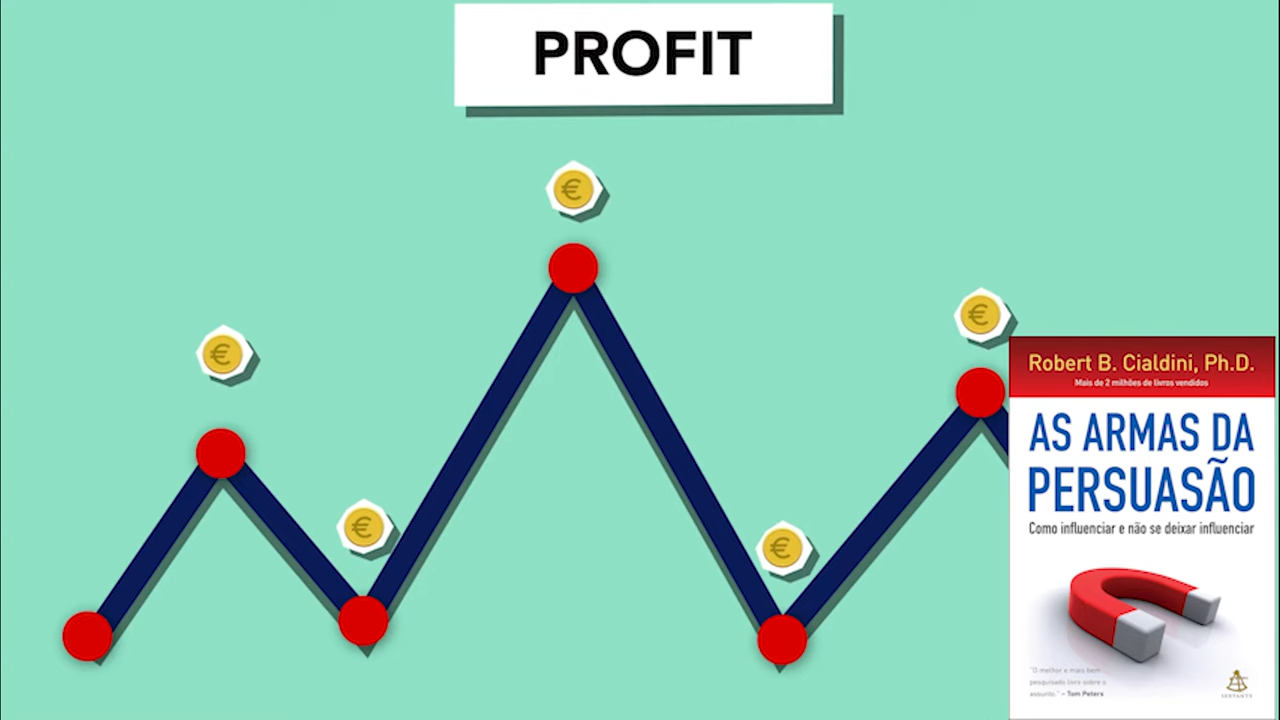 PROFIT
€
€
€
€
€
Robert B. Cialdini, Ph.D.
Mais de 2 milhões de livros vendidos
AS ARMAS DA
PERSUASÃO
Como influenciar e não se deixar influenciar
"O melhor e mais bem
pesquisado livro sobre o
assunto." – Tom Peters
SEXTANTE